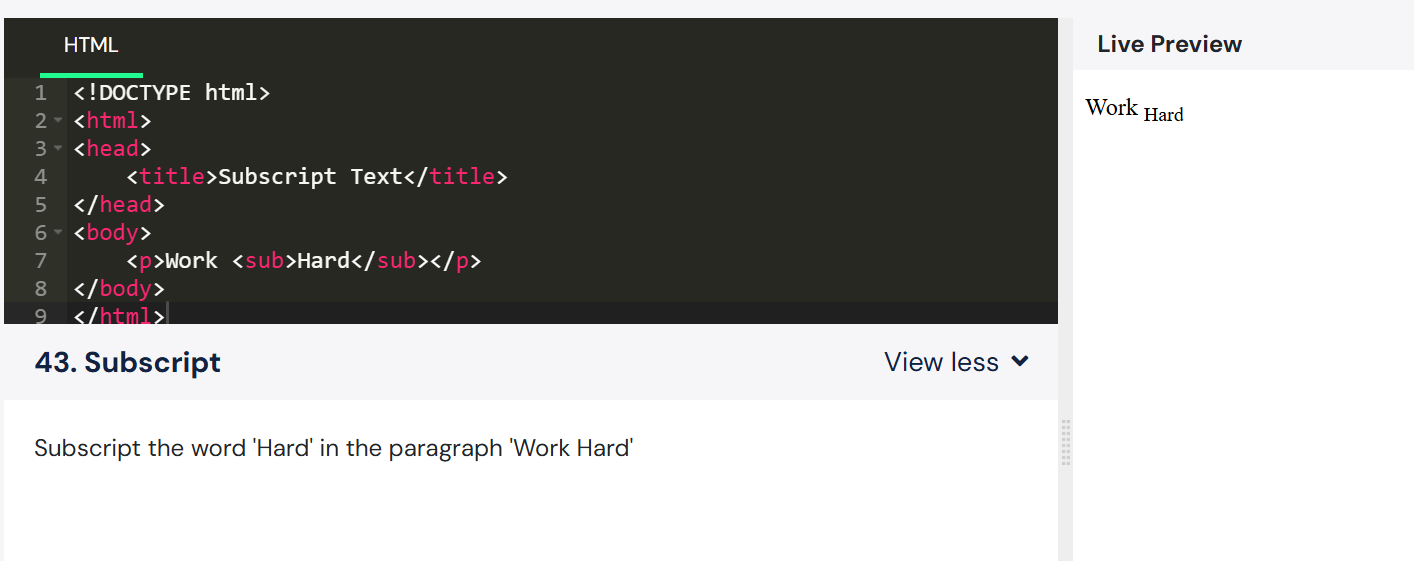 HTML
Live Preview
1 <!DOCTYPE html>
2 <html>
3 <head>
4     <title>Subscript Text</title>
5 </head>
6 <body>
7     <p>Work <sub>Hard</sub></p>
8 </body>
9 </html>
Work Hard
43. Subscript
View less
Subscript the word 'Hard' in the paragraph 'Work Hard'